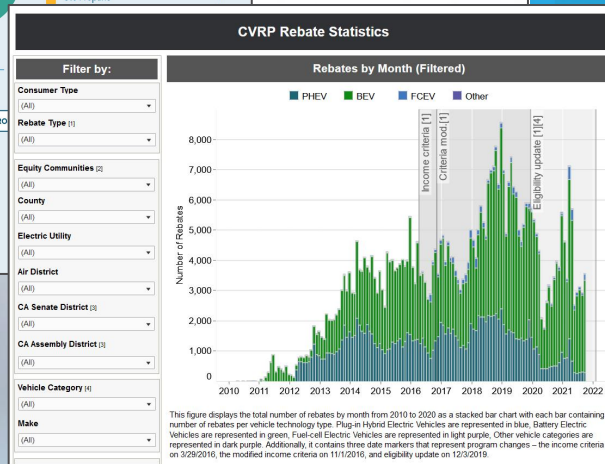 CVRP Rebate Statistics
Filter by:
Consumer Type
(All)
Rebate Type [1]
(All)
Equity Communities [2]
(All)
County
(All)
Electric Utility
(All)
Air District
(All)
CA Senate District [3]
(All)
CA Assembly District [3]
(All)
Vehicle Category [4]
(All)
Make
(All)
Rebates by Month (Filtered)
PHEV BEV FCEV Other
Number of Rebates
8,000
7,000
6,000
5,000
4,000
3,000
2,000
1,000
0
Income criteria [1]
Criteria mod.[1]
Eligibility update [1][4]
2010 2011 2012 2013 2014 2015 2016 2017 2018 2019 2020 2021 2022
This figure displays the total number of rebates by month from 2010 to 2020 as a stacked bar chart with each bar containing
number of rebates per vehicle technology type. Plug-in Hybrid Electric Vehicles are represented in blue, Battery Electric
Vehicles are represented in green, Fuel-cell Electric Vehicles are represented in light purple, Other vehicle categories are
represented in dark purple. Additionally, it contains three date markers that represent program changes – the income criteria
on 3/29/2016, the modified income criteria on 11/1/2016, and eligibility update on 12/3/2019.